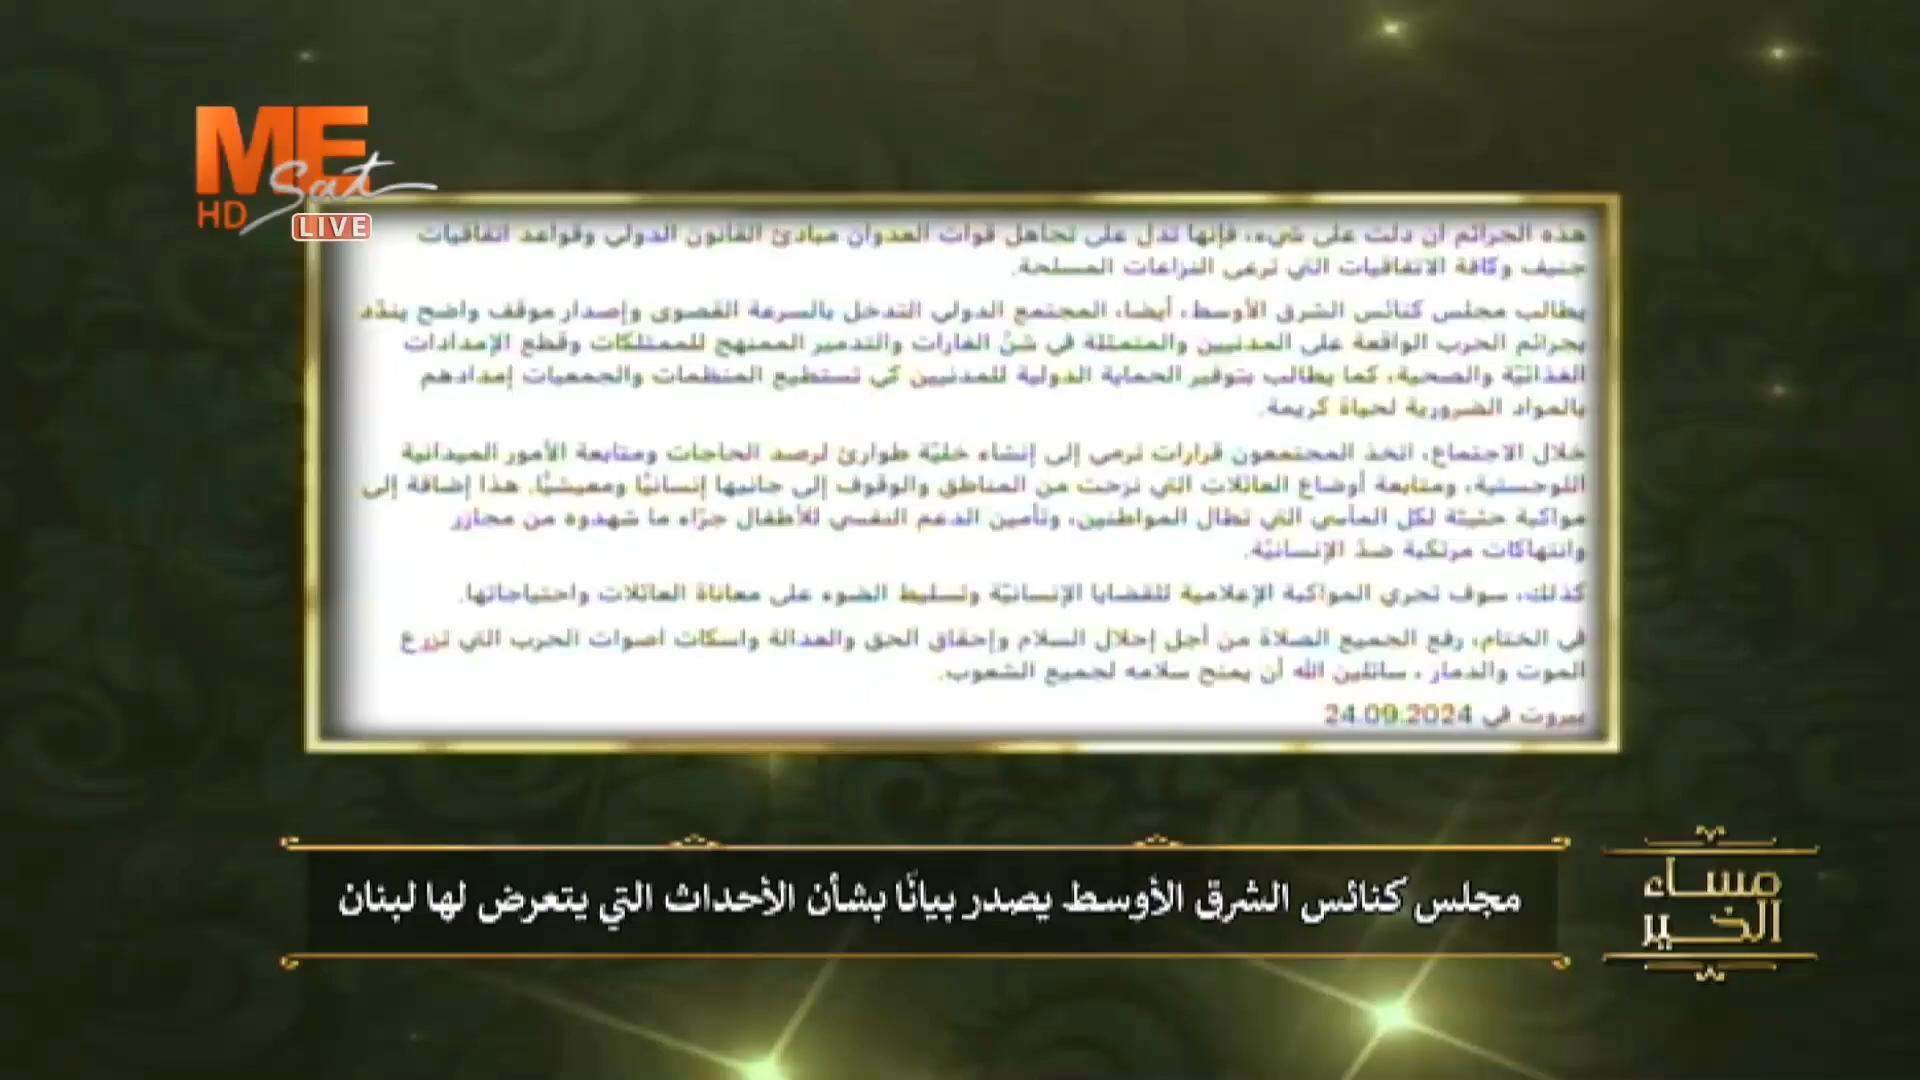 ME
Sat
HD
LIVE
هذه الجرائم ان دلت على شيء، فإنها تدل على تجاهل قوات العدوان مبادئ القانون الدولي وقواعد اتفاقيات
جنيف وكافة الاتفاقيات التي ترعى النزاعات المسلحة.
يطالب مجلس كنائس الشرق الأوسط، أيضا، المجتمع الدولي التدخل بالسرعة القصوى وإصدار موقف واضح يندّد
بجرائم الحرب الواقعة على المدنيين والمتمثلة في شنّ الغارات والتدمير الممنهج للممتلكات وقطع الإمدادات
الغذائيّة والصحية، كما يطالب بتوفير الحماية الدولية للمدنيين كي تستطيع المنظمات والجمعيات إمدادهم
بالمواد الضرورية لحياة كريمة.
خلال الاجتماع، اتخذ المجتمعون قرارات ترمي إلى إنشاء خليّة طوارئ لرصد الحاجات ومتابعة الأمور الميدانية
اللوجستية، ومتابعة أوضاع العائلات التي نزحت من المناطق والوقوف إلى جانبها إنسانيًّا ومعيشيًّا. هذا إضافة إلى
مواكبة حثيثة لكل المآسي التي تطال المواطنين، وتأمين الدعم النفسي للأطفال جرّاء ما شهدوه من مجازر
وانتهاكات مرتكبة ضدّ الإنسانيّة.
كذلك، سوف تجري المواكبة الإعلامية للقضايا الإنسانيّة وتسليط الضوء على معاناة العائلات واحتياجاتها.
في الختام، رفع الجميع الصلاة من أجل إحلال السلام وإحقاق الحق والعدالة واسكات اصوات الحرب التي تزرع
الموت والدمار ، سائلين الله أن يمنح سلامه لجميع الشعوب.
بيروت في 24.09.2024
مجلس كنائس الشرق الأوسط يصدر بيانًا بشأن الأحداث التي يتعرض لها لبنان
مساء
الخير